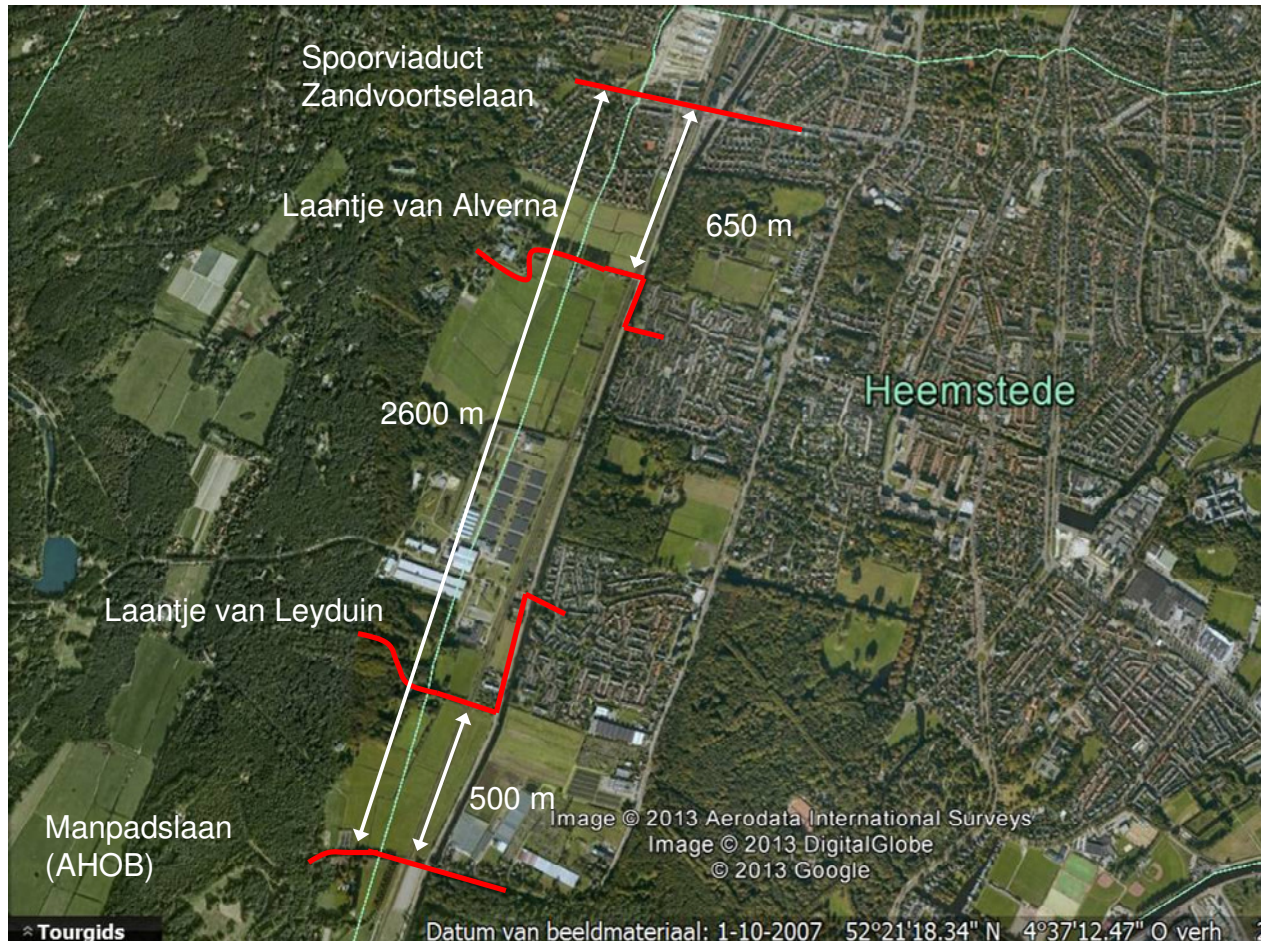 Spoorviaduct
Zandvoortselaan
Laantje van Alverna
650 m
Heemstede
2600 m
Laantje van Leyduin
500 m
Image © 2013 Aerodata International Surveys
Image © 2013 DigitalGlobe
© 2013 Google
Manpadslaan
(AHOB)
Tourgids
Datum van beeldmateriaal: 1-10-2007 52°21'18.34" N 4°37'12.47" O verh